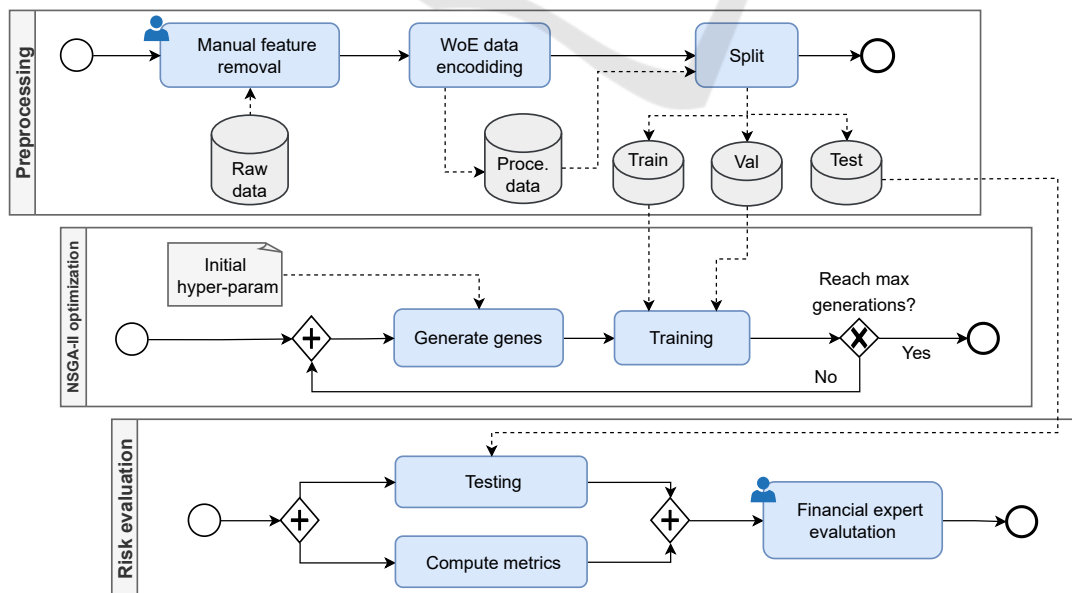 Preprocessing
Manual feature
removal
WoE data
encodiding
Split
Raw
data
Proce.
data
Train
Val
Test
NSGA-II optimization
Initial
hyper-param
Generate genes
Training
Reach max
generations?
Yes
No
Risk evaluation
Testing
Compute metrics
Financial expert
evalutation